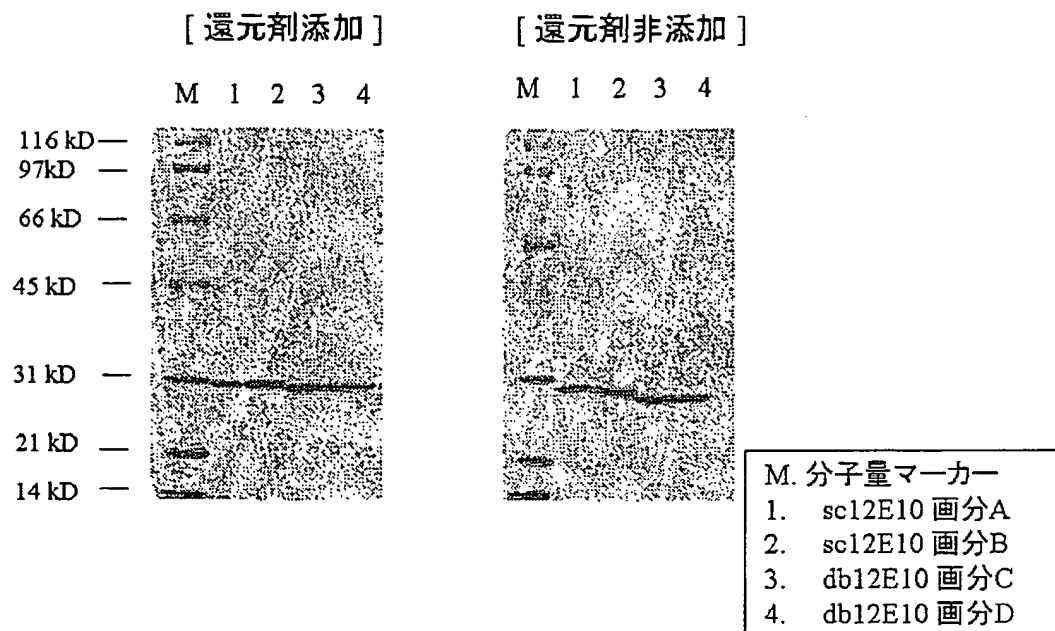 [ 還元剤添加 ]
[ 還元剤非添加 ]
M 1 2 3 4
M 1 2 3 4
116 kD
97kD
66 kD
45 kD
31 kD
21 kD
14 kD
M. 分子量マーカー
1. sc12E10 画分A
2. sc12E10 画分B
3. db12E10 画分C
4. db12E10 画分D